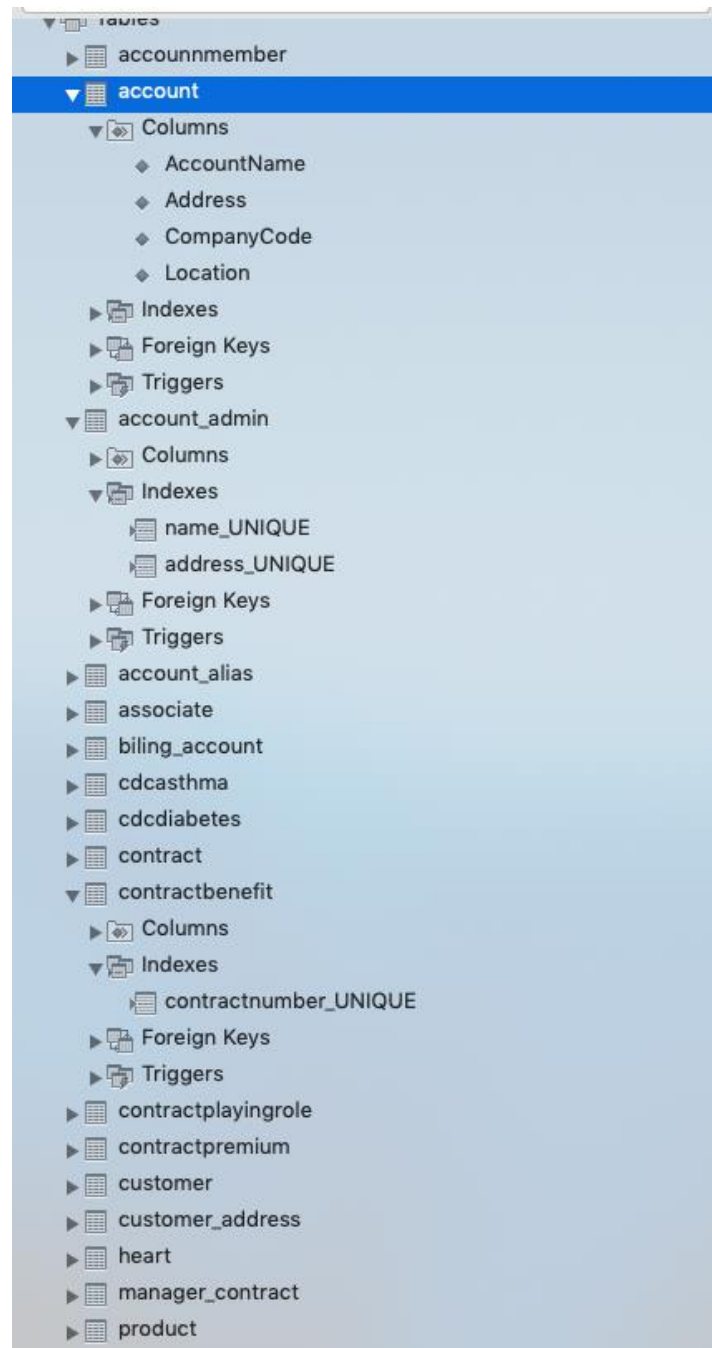 Tables
accounnmember
account
Columns
AccountName
Address
CompanyCode
Location
Indexes
Foreign Keys
Triggers
account_admin
Columns
Indexes
name_UNIQUE
address_UNIQUE
Foreign Keys
Triggers
account_alias
associate
biling_account
cdcasthma
cdcdiabetes
contract
contractbenefit
Columns
Indexes
contractnumber_UNIQUE
Foreign Keys
Triggers
contractplayingrole
contractpremium
customer
customer_address
heart
manager_contract
product